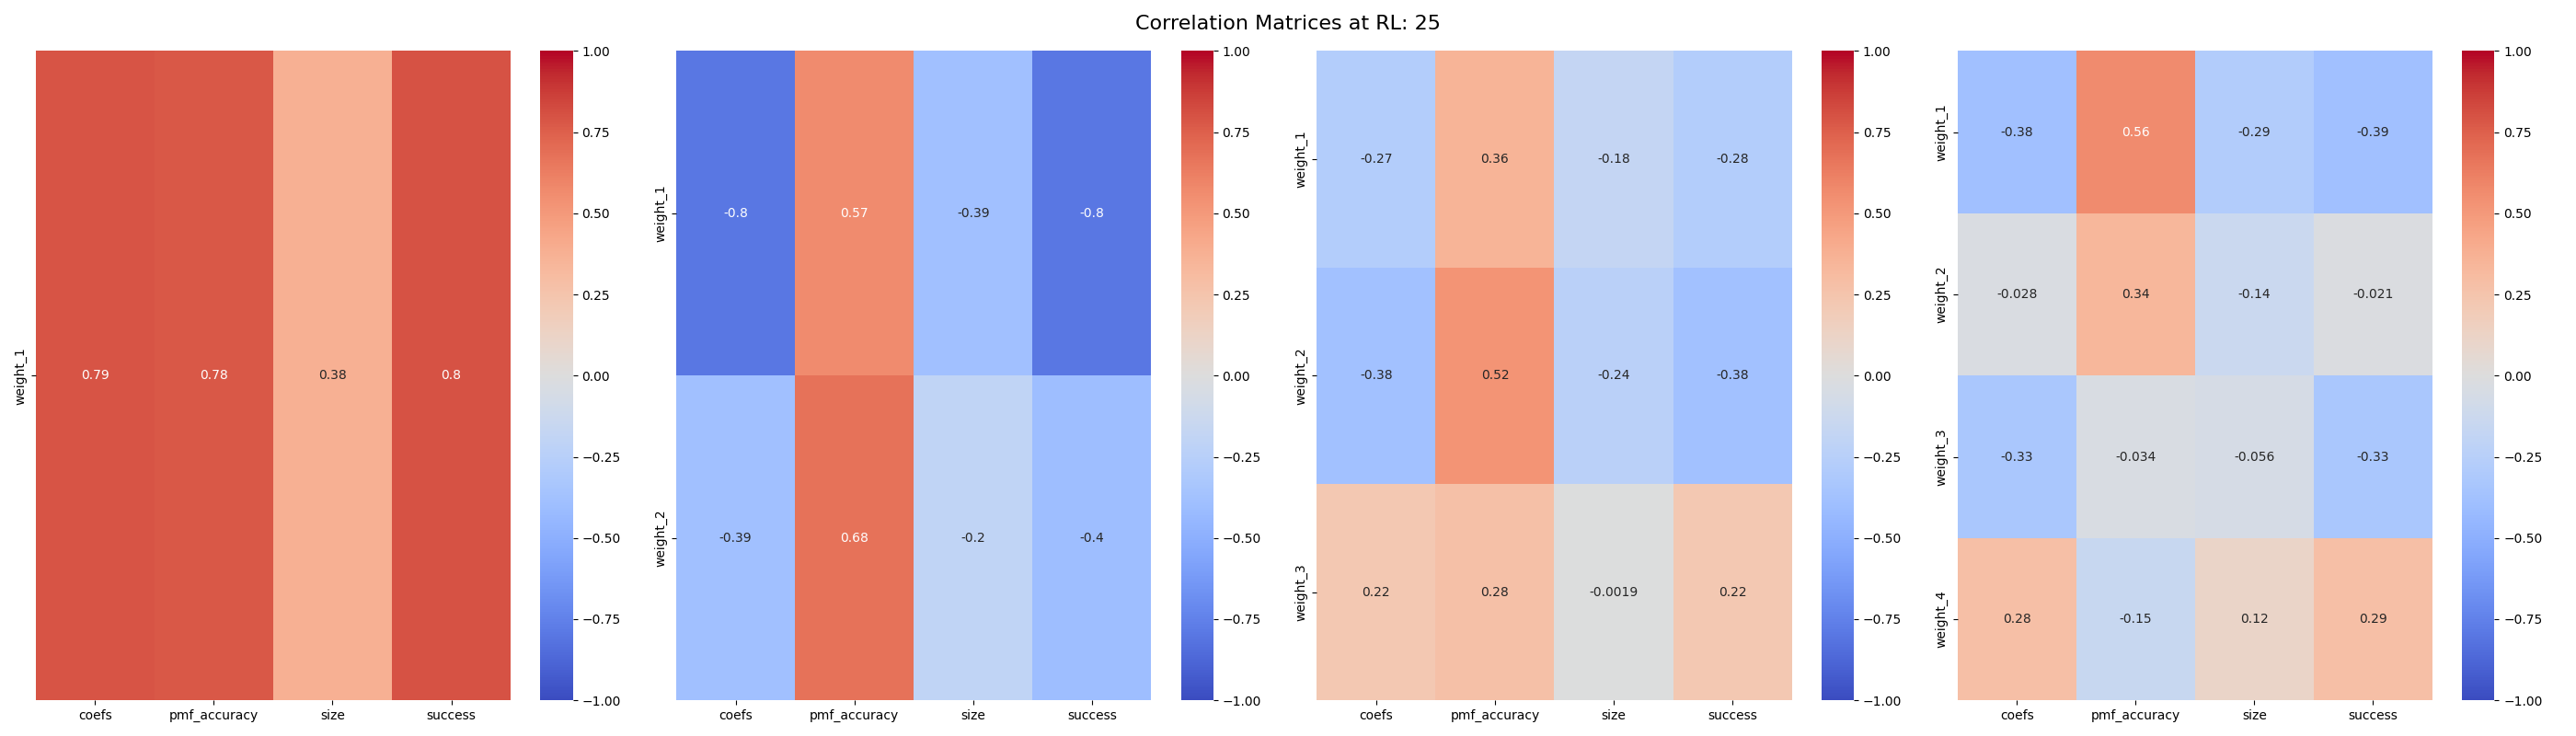 Correlation Matrices at RL: 25
weight_1
0.79 0.78 0.38 0.8
coefs pmf_accuracy size success
1.00
0.75
0.50
0.25
0.00
−0.25
−0.50
−0.75
−1.00
weight_1
-0.8 0.57 -0.39 -0.8
weight_2
-0.39 0.68 -0.2 -0.4
coefs pmf_accuracy size success
1.00
0.75
0.50
0.25
0.00
−0.25
−0.50
−0.75
−1.00
weight_1
-0.27 0.36 -0.18 -0.28
weight_2
-0.38 0.52 -0.24 -0.38
weight_3
0.22 0.28 -0.0019 0.22
coefs pmf_accuracy size success
1.00
0.75
0.50
0.25
0.00
−0.25
−0.50
−0.75
−1.00
weight_1
-0.38 0.56 -0.29 -0.39
weight_2
-0.028 0.34 -0.14 -0.021
weight_3
-0.33 -0.034 -0.056 -0.33
weight_4
0.28 -0.15 0.12 0.29
coefs pmf_accuracy size success
1.00
0.75
0.50
0.25
0.00
−0.25
−0.50
−0.75
−1.00